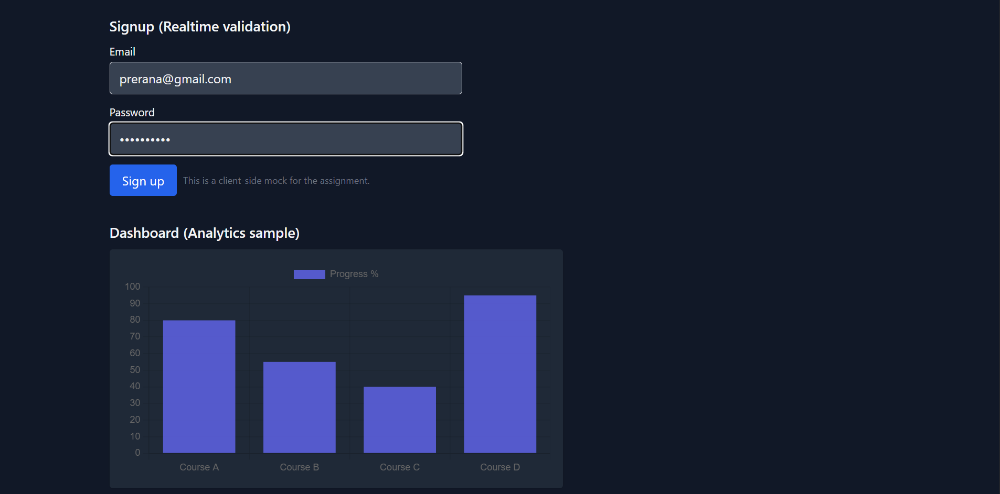 Signup (Realtime validation)
Email
prerana@gmail.com
Password
••••••••••
Sign up
This is a client-side mock for the assignment.
Dashboard (Analytics sample)
Progress %
100
90
80
70
60
50
40
30
20
10
0
Course A Course B Course C Course D